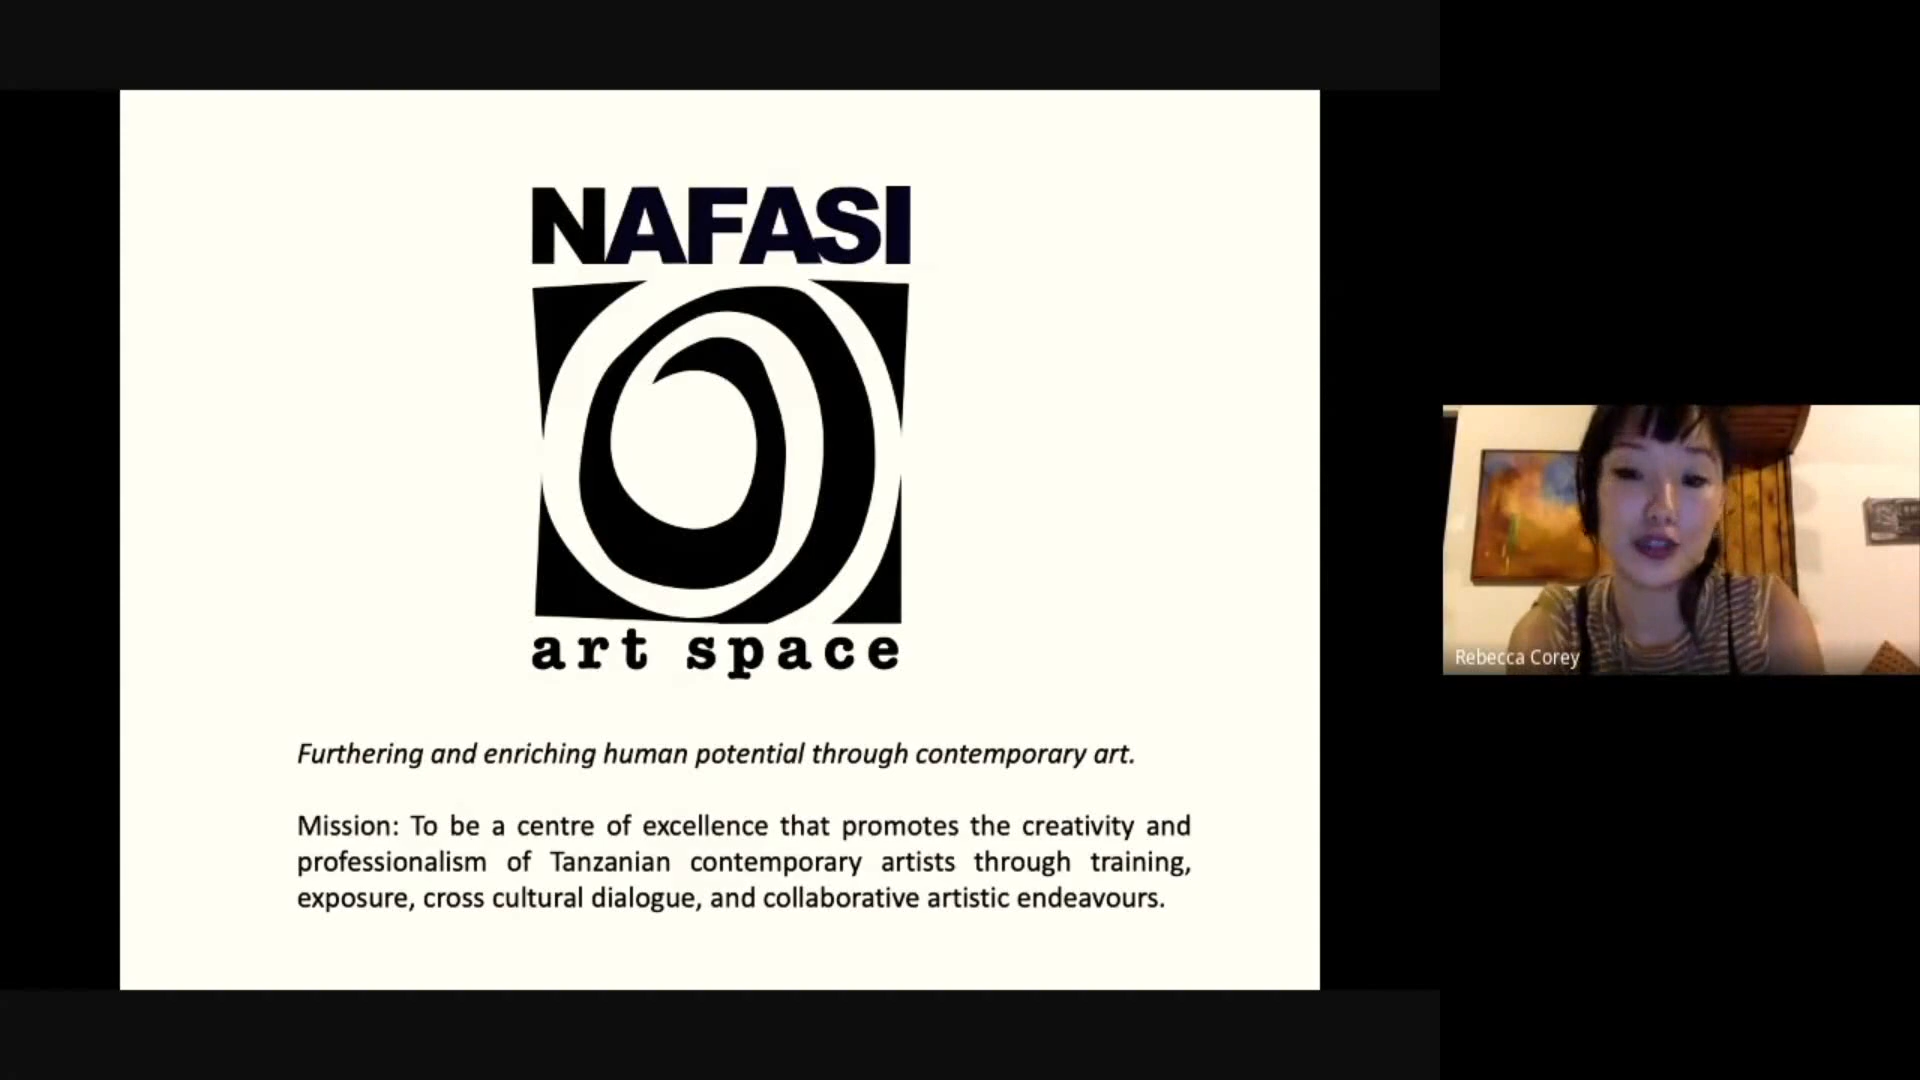 NAFASI
art space
Furthering and enriching human potential through contemporary art.
Mission: To be a centre of excellence that promotes the creativity and
professionalism of Tanzanian contemporary artists through training,
exposure, cross cultural dialogue, and collaborative artistic endeavours.
Rebecca Corey